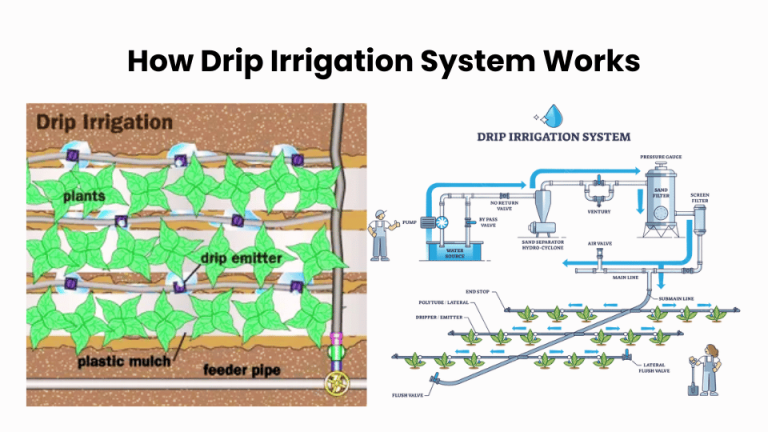 How Drip Irrigation System Works
Drip Irrigation
plants
drip emitter
plastic mulch
feeder pipe
DRIP IRRIGATION SYSTEM
PRESSURE GAUGE
SAND
FILTER
SCREEN
FILTER
NO RETURN
VALVE
VENTURY
PUMP
BY PASS
VALVE
SAND SEPARATOR
HYDRO-CYCLONE
WATER
SOURCE
AIR VALVE
MAIN LINE
SUBMAIN LINE
END STOP
POLYTUBE - LATERAL
DRIPPER - EMITTER
LATERAL
FLUSH VALVE
FLUSH VALVE